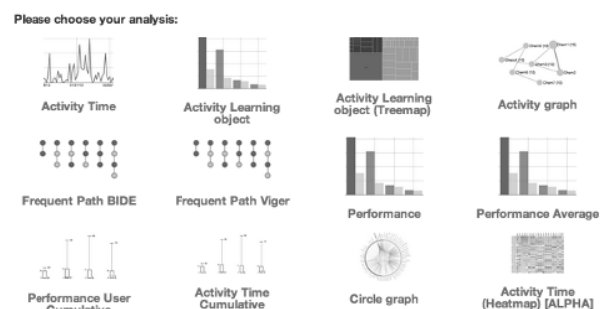 Please choose your analysis:
Activity Time
Activity Learning
object
Activity Learning
object (Treemap)
Activity graph
Frequent Path BIDE
Frequent Path Viger
Performance
Performance Average
Performance User
Cumulative
Activity Time
Cumulative
Circle graph
Activity Time
(Heatmap) [ALPHA]